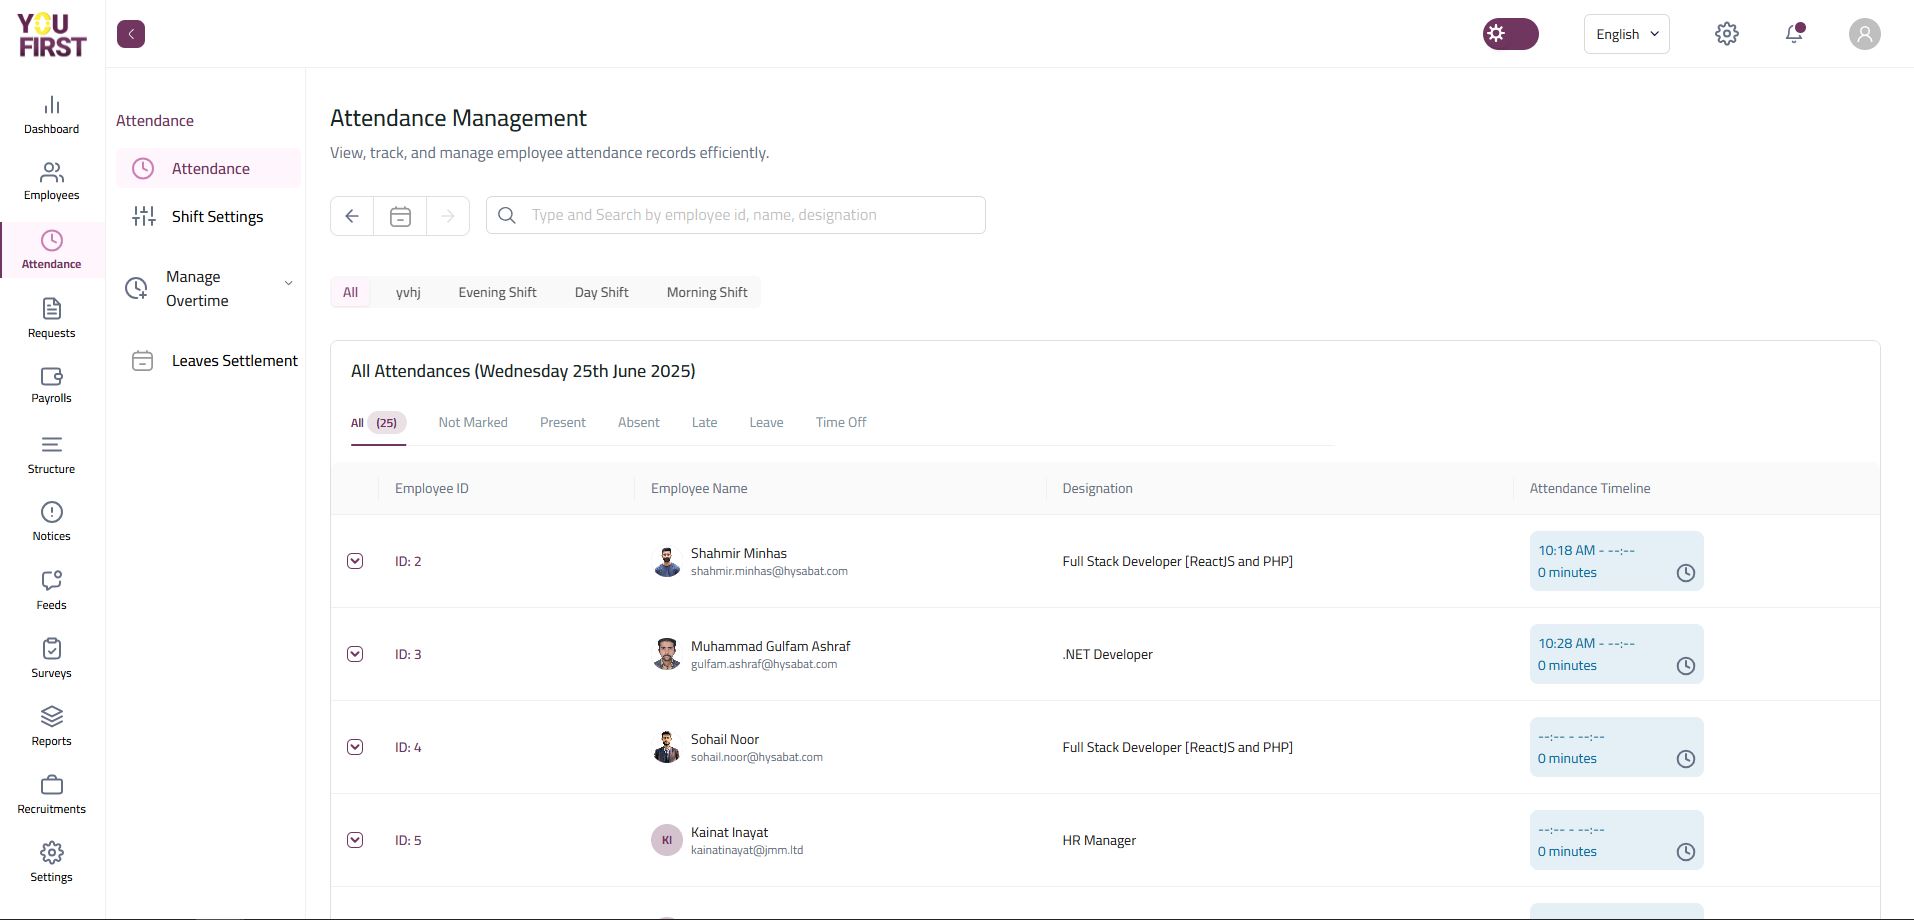 YOU
FIRST
English
Dashboard
Employees
Attendance
Requests
Payrolls
Structure
Notices
Feeds
Surveys
Reports
Recruitments
Settings
Attendance
Attendance
Shift Settings
Manage
Overtime
Leaves Settlement
Attendance Management
View, track, and manage employee attendance records efficiently.
Type and Search by employee id, name, designation
All yvhj Evening Shift Day Shift Morning Shift
All Attendances (Wednesday 25th June 2025)
All (25) Not Marked Present Absent Late Leave Time Off
Employee ID Employee Name Designation Attendance Timeline
ID: 2
Shahmir Minhas
shahmir.minhas@hysabat.com
Full Stack Developer [ReactJS and PHP]
10:18 AM - --:--
0 minutes
ID: 3
Muhammad Gulfam Ashraf
gulfam.ashraf@hysabat.com
.NET Developer
10:28 AM - --:--
0 minutes
ID: 4
Sohail Noor
sohail.noor@hysabat.com
Full Stack Developer [ReactJS and PHP]
--:-- - --:--
0 minutes
ID: 5
KI
Kainat Inayat
kainatinayat@jmm.ltd
HR Manager
--:-- - --:--
0 minutes